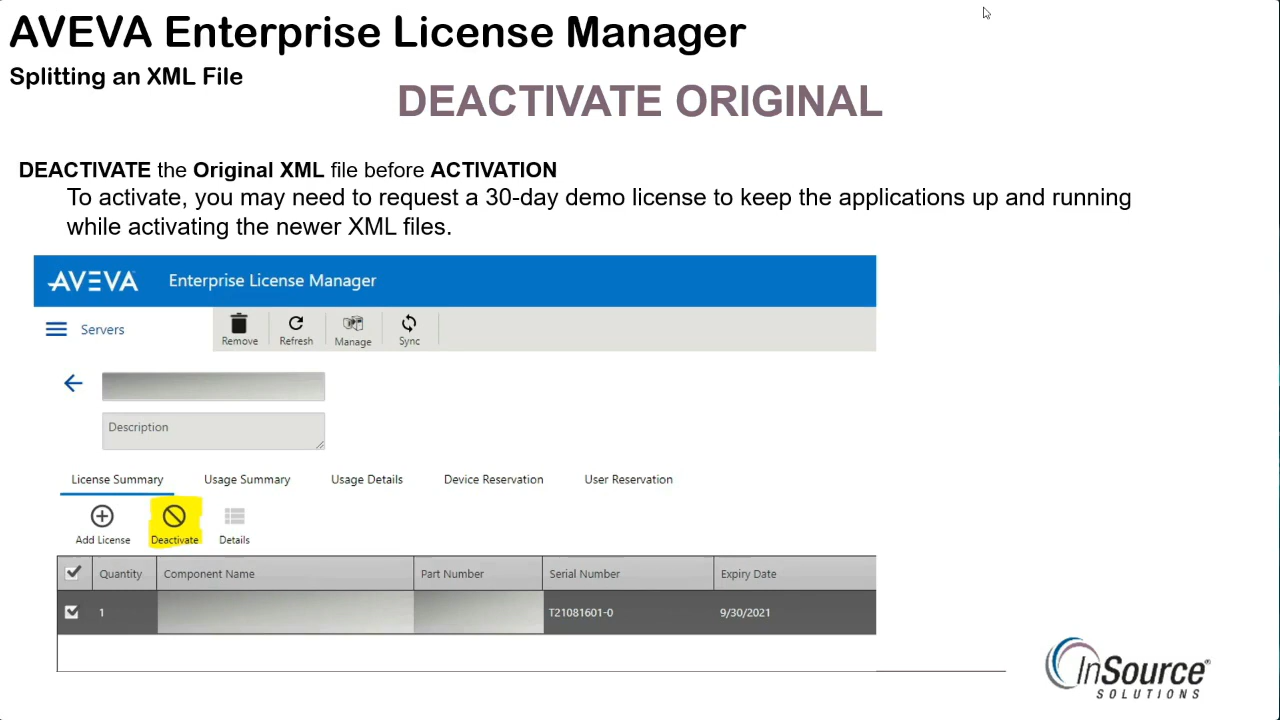 AVEVA Enterprise License Manager
Splitting an XML File
DEACTIVATE ORIGINAL
DEACTIVATE the Original XML file before ACTIVATION
To activate, you may need to request a 30-day demo license to keep the applications up and running
while activating the newer XML files.
AVEVA Enterprise License Manager
Servers Remove Refresh Manage Sync
Description
License Summary Usage Summary Usage Details Device Reservation User Reservation
Add License Deactivate Details
Quantity Component Name Part Number Serial Number Expiry Date
1 T21081601-0 9/30/2021
InSource®
SOLUTIONS